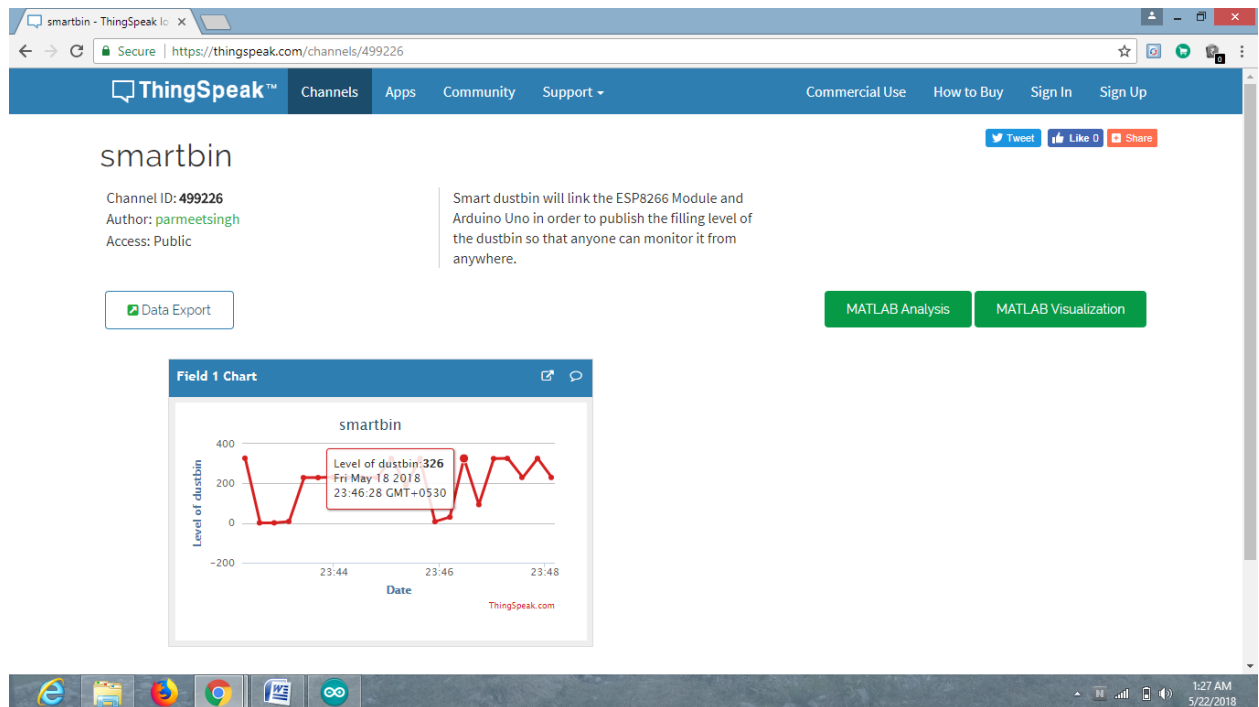 smartbin - ThingSpeak Io
Secure | https://thingspeak.com/channels/499226
0
ThingSpeak™ Channels Apps Community Support Commercial Use How to Buy Sign In Sign Up
Tweet Like 0 Share
smartbin
Channel ID: 499226
Author: parmeetsingh
Access: Public
Smart dustbin will link the ESP8266 Module and
Arduino Uno in order to publish the filling level of
the dustbin so that anyone can monitor it from
anywhere.
Data Export
MATLAB Analysis MATLAB Visualization
Field 1 Chart
smartbin
Level of dustbin
400
200
0
-200
Level of dustbin:326
Fri May 18 2018
23:46:28 GMT+0530
23:44 23:46 23:48
Date
ThingSpeak.com
1:27 AM
5/22/2018